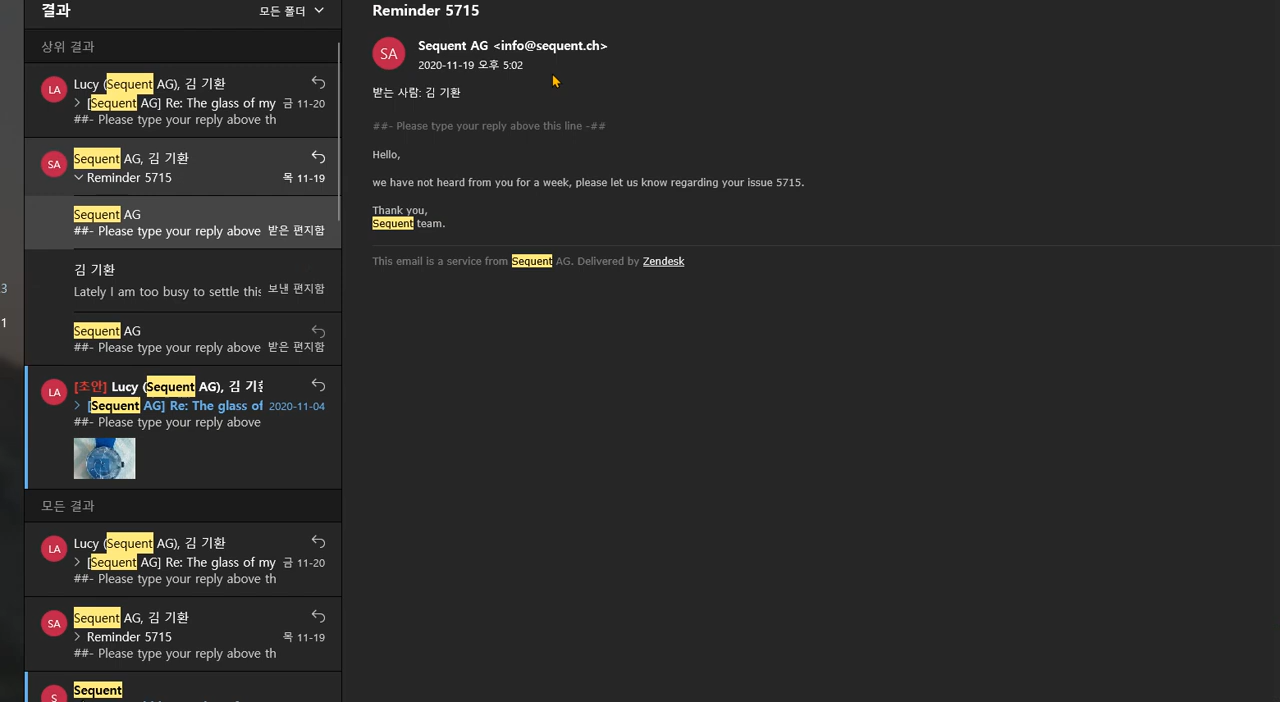 결과
모든 폴더
상위 결과
LA
Lucy (Sequent AG), 김 기환
[Sequent AG] Re: The glass of my
금 11-20
##- Please type your reply above th
SA
Sequent AG, 김 기환
Reminder 5715
목 11-19
Sequent AG
##- Please type your reply above
받은 편지함
김 기환
Lately I am too busy to settle this
보낸 편지함
Sequent AG
##- Please type your reply above
받은 편지함
LA
[초안] Lucy (Sequent AG), 김 기환
[Sequent AG] Re: The glass of
2020-11-04
##- Please type your reply above
모든 결과
LA
Lucy (Sequent AG), 김 기환
[Sequent AG] Re: The glass of my
금 11-20
##- Please type your reply above th
SA
Sequent AG, 김 기환
Reminder 5715
목 11-19
##- Please type your reply above th
S
Sequent
3
1
Reminder 5715
SA
Sequent AG <info@sequent.ch>
2020-11-19 오후 5:02
받는 사람: 김 기환
##- Please type your reply above this line -##
Hello,
we have not heard from you for a week, please let us know regarding your issue 5715.
Thank you,
Sequent team.
This email is a service from Sequent AG. Delivered by Zendesk